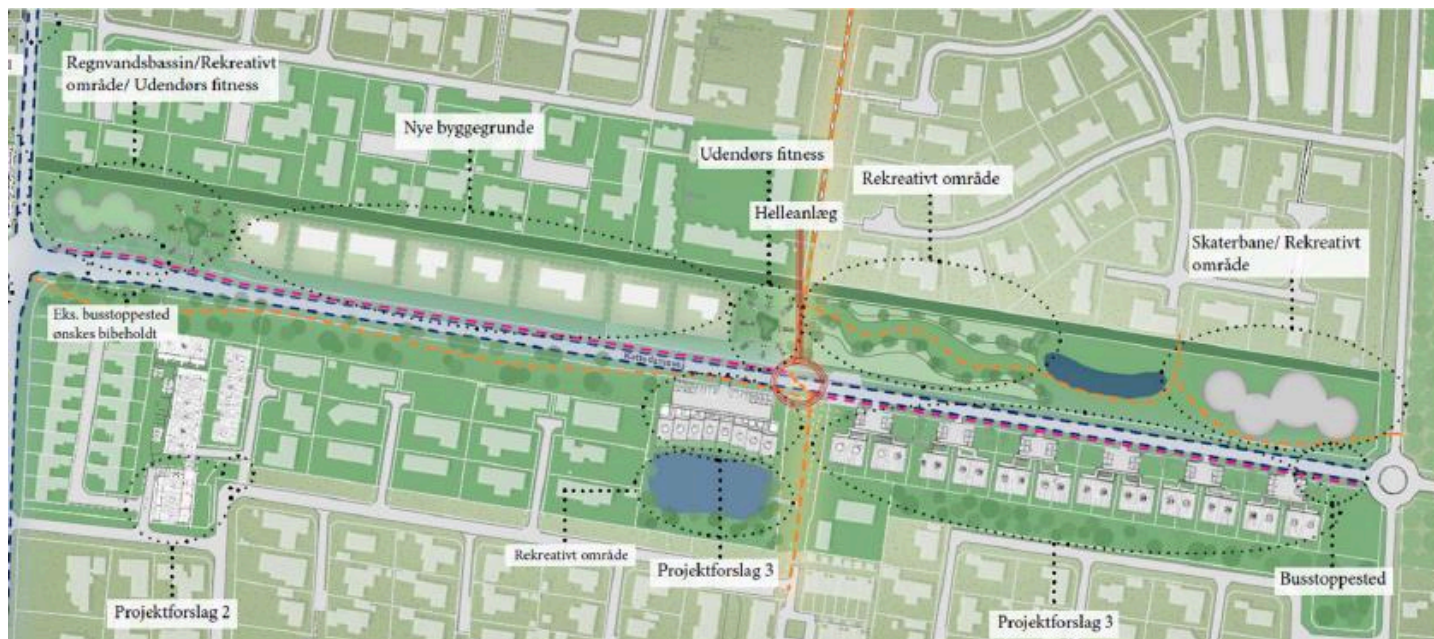 Regnvandsbassin/Rekreativt
område/ Udendørs fitness
Nye byggegrunde
Udendørs fitness
Rekreativt område
Helleanlæg
Skaterbane/ Rekreativt
område
Eks. busstoppested
ønskes bibeholdt
Rekreativt område
Projektforslag 3
Busstoppested
Projektforslag 2
Projektforslag 3